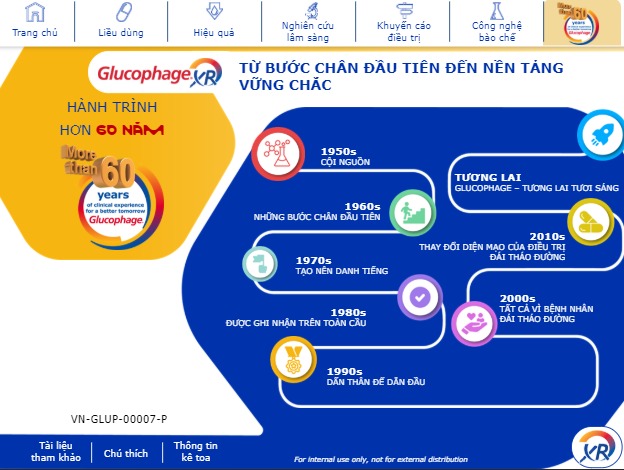 Trang chủ
Liều dùng
Hiệu quả
Nghiên cứu
lâm sàng
Khuyến cáo
điều trị
Công nghệ
bào chế
More
than 60
years
of clinical experience
for a better tomorrow
Glucophage
Glucophage XR
TỪ BƯỚC CHÂN ĐẦU TIÊN ĐẾN NỀN TẢNG
VỮNG CHẮC
HÀNH TRÌNH
HƠN 60 NĂM
More
than 60
years
of clinical experience
for a better tomorrow
Glucophage
1950s
CỘI NGUỒN
1960s
NHỮNG BƯỚC CHÂN ĐẦU TIÊN
1970s
TẠO NÊN DANH TIẾNG
1980s
ĐƯỢC GHI NHẬN TRÊN TOÀN CẦU
1990s
DẤN THÂN ĐỂ DẪN ĐẦU
2000s
TẤT CẢ VÌ BỆNH NHÂN
ĐÁI THÁO ĐƯỜNG
2010s
THAY ĐỔI DIỆN MẠO CỦA ĐIỀU TRỊ
ĐÁI THÁO ĐƯỜNG
TƯƠNG LAI
GLUCOPHAGE – TƯƠNG LAI TƯƠI SÁNG
VN-GLUP-00007-P
Tài liệu
tham khảo
Chú thích
Thông tin
kê toa
For internal use only, not for external distribution
XR